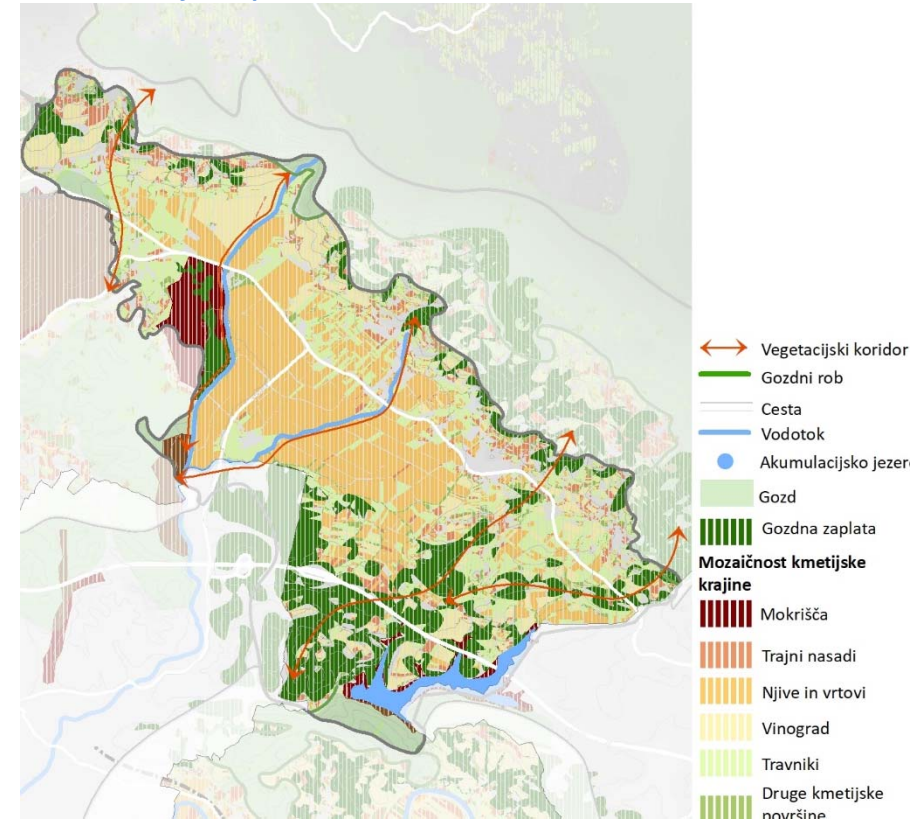 Vegetacijski koridor
Gozdni rob
Cesta
Vodotok
Akumulacijsko jezer
Gozd
Gozdna zaplata
Mozaičnost kmetijske
krajine
Mokrišča
Trajni nasadi
Njive in vrtovi
Vinograd
Travniki
Druge kmetijske
površine